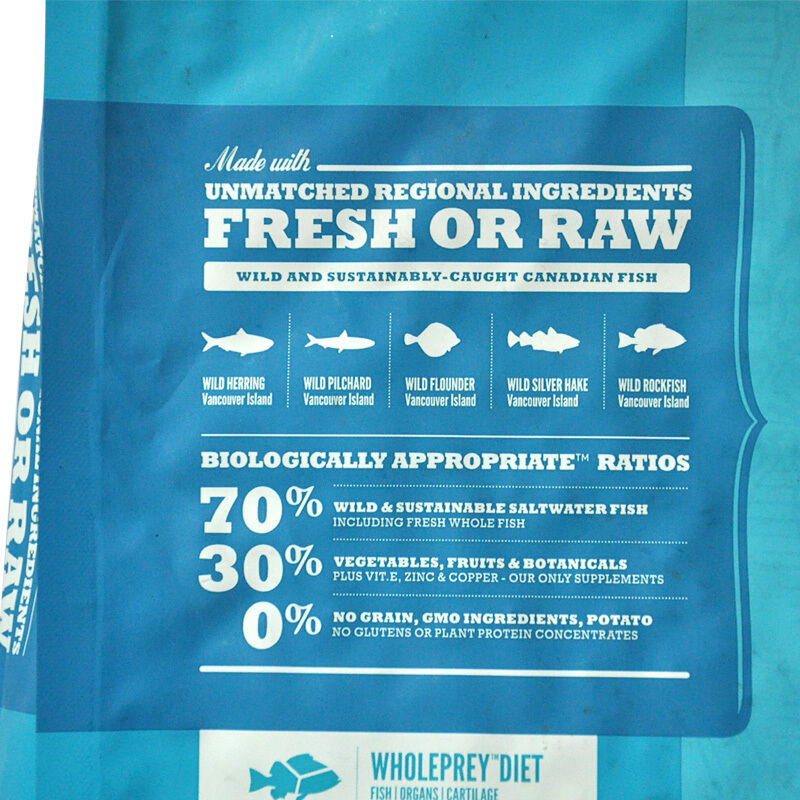 Made with
UNMATCHED REGIONAL INGREDIENTS
FRESH OR RAW
WILD AND SUSTAINABLY-CAUGHT CANADIAN FISH
WILD HERRING
Vancouver Island
WILD PILCHARD
Vancouver Island
WILD FLOUNDER
Vancouver Island
WILD SILVER HAKE
Vancouver Island
WILD ROCKFISH
Vancouver Island
BIOLOGICALLY APPROPRIATE™ RATIOS
70% WILD & SUSTAINABLE SALTWATER FISH
INCLUDING FRESH WHOLE FISH
30% VEGETABLES, FRUITS & BOTANICALS
PLUS VIT.E, ZINC & COPPER - OUR ONLY SUPPLEMENTS
0% NO GRAIN, GMO INGREDIENTS, POTATO
NO GLUTENS OR PLANT PROTEIN CONCENTRATES
WHOLEPREY™ DIET
FISH | ORGANS | CARTILAGE
INGREDIENTS
SH OR RAW